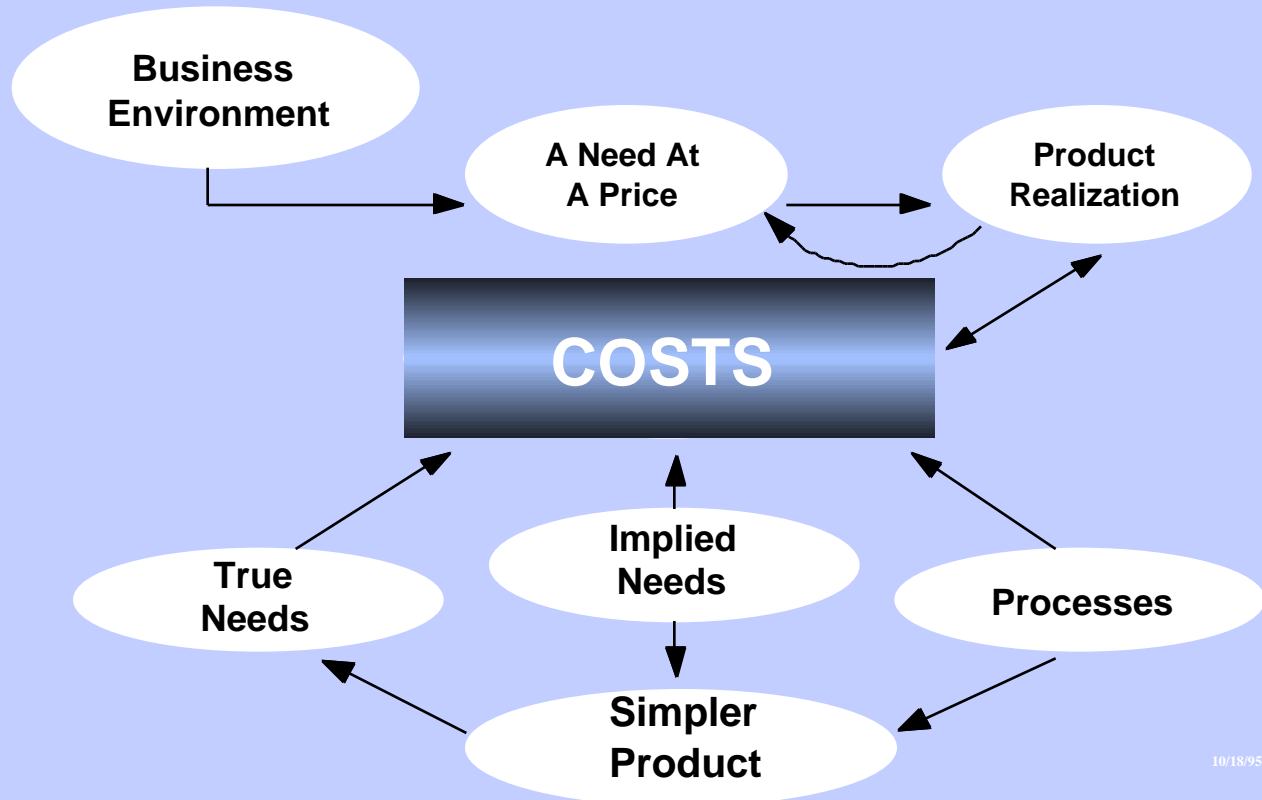 Business
Environment
A Need At
A Price
Product
Realization
COSTS
True
Needs
Implied
Needs
Processes
Simpler
Product
10/18/95